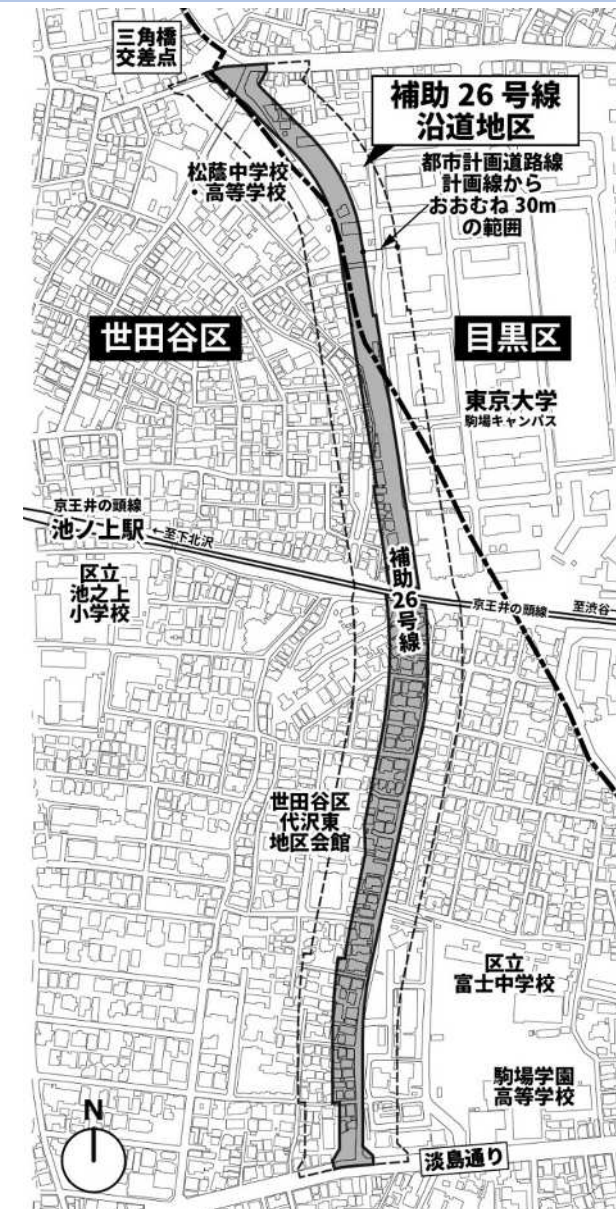 三角橋
交差点
補助 26 号線
沿道地区
都市計画道路線
計画線から
おおむね 30m
の範囲
松蔭中学校
・高等学校
世田谷区
目黒区
東京大学
駒場キャンパス
京王井の頭線
池ノ上駅
←至下北沢
区立
池之上
小学校
補助26号線
京王井の頭線
至渋谷
世田谷区
代沢東
地区会館
区立
富士中学校
駒場学園
高等学校
N
淡島通り